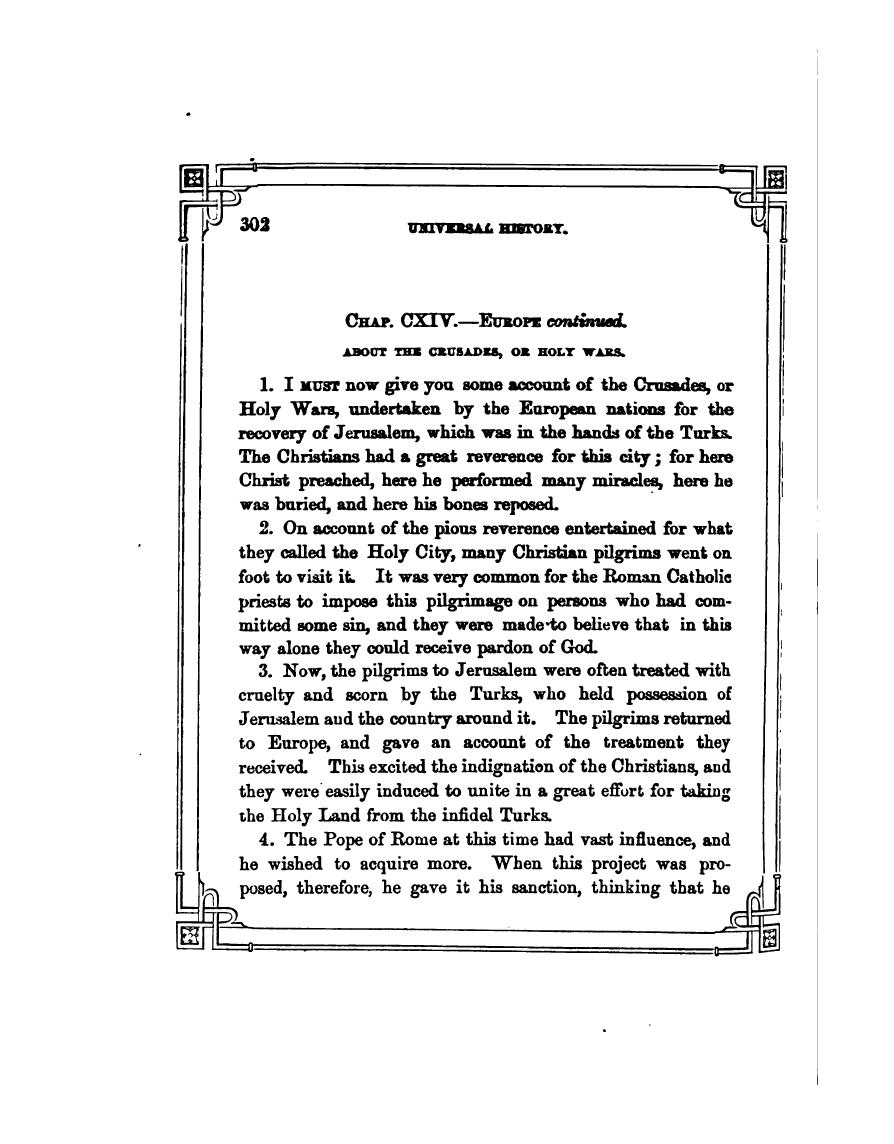 302 UNIVERSAL HISTORY.
CHAP. CXIV.—EUROPE continued.
ABOUT THE CRUSADES, OR HOLY WARS.
1. I MUST now give you some account of the Crusades, or
Holy Wars, undertaken by the European nations for the
recovery of Jerusalem, which was in the hands of the Turks.
The Christians had a great reverence for this city; for here
Christ preached, here he performed many miracles, here he
was buried, and here his bones reposed.
2. On account of the pious reverence entertained for what
they called the Holy City, many Christian pilgrims went on
foot to visit it. It was very common for the Roman Catholic
priests to impose this pilgrimage on persons who had com-
mitted some sin, and they were made to believe that in this
way alone they could receive pardon of God.
3. Now, the pilgrims to Jerusalem were often treated with
cruelty and scorn by the Turks, who held possession of
Jerusalem and the country around it. The pilgrims returned
to Europe, and gave an account of the treatment they
received. This excited the indignation of the Christians, and
they were easily induced to unite in a great effort for taking
the Holy Land from the infidel Turks.
4. The Pope of Rome at this time had vast influence, and
he wished to acquire more. When this project was pro-
posed, therefore, he gave it his sanction, thinking that he